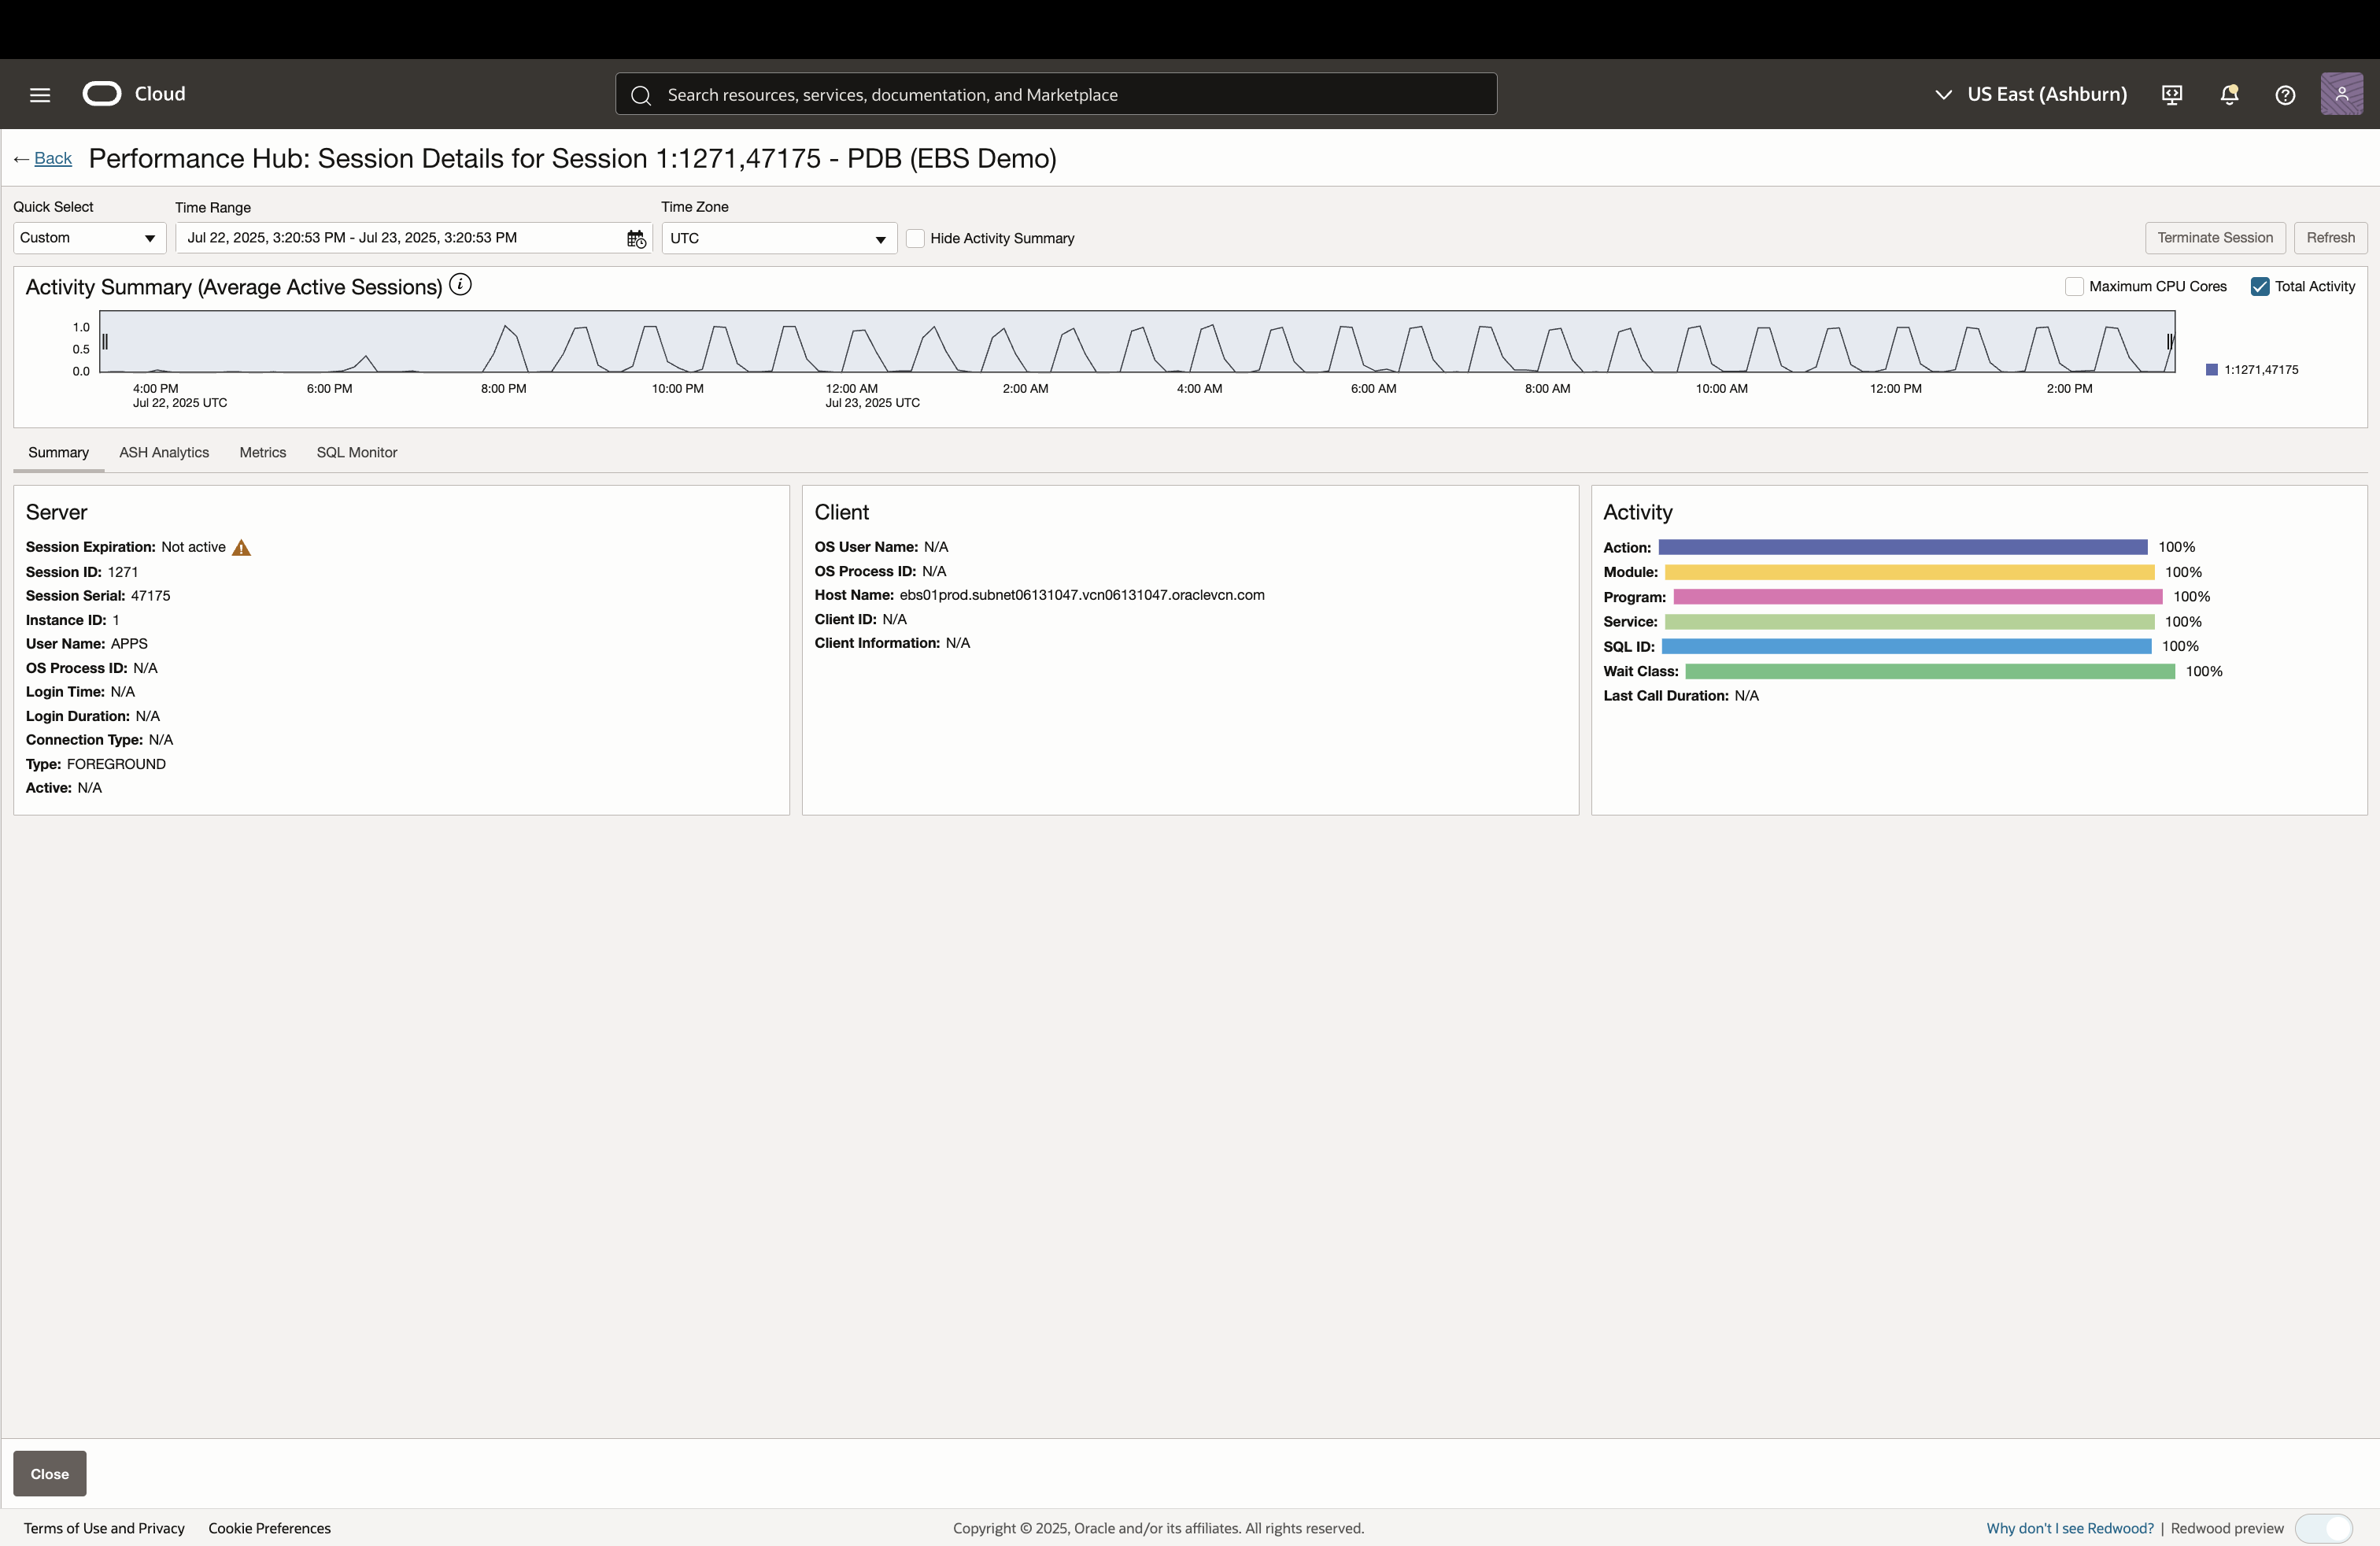 Cloud
Search resources, services, documentation, and Marketplace
US East (Ashburn)
← Back Performance Hub: Session Details for Session 1:1271,47175 - PDB (EBS Demo)
Quick Select
Time Range
Time Zone
Custom
Jul 22, 2025, 3:20:53 PM - Jul 23, 2025, 3:20:53 PM
UTC
Hide Activity Summary
Terminate Session
Refresh
Activity Summary (Average Active Sessions)
Maximum CPU Cores
Total Activity
1.0
0.5
0.0
4:00 PM 6:00 PM 8:00 PM 10:00 PM 12:00 AM 2:00 AM 4:00 AM 6:00 AM 8:00 AM 10:00 AM 12:00 PM 2:00 PM
Jul 22, 2025 UTC Jul 23, 2025 UTC
1:1271,47175
Summary ASH Analytics Metrics SQL Monitor
Server
Session Expiration: Not active
Session ID: 1271
Session Serial: 47175
Instance ID: 1
User Name: APPS
OS Process ID: N/A
Login Time: N/A
Login Duration: N/A
Connection Type: N/A
Type: FOREGROUND
Active: N/A
Client
OS User Name: N/A
OS Process ID: N/A
Host Name: ebs01prod.subnet06131047.vcn06131047.oraclevcn.com
Client ID: N/A
Client Information: N/A
Activity
Action: 100%
Module: 100%
Program: 100%
Service: 100%
SQL ID: 100%
Wait Class: 100%
Last Call Duration: N/A
Close
Terms of Use and Privacy Cookie Preferences
Copyright © 2025, Oracle and/or its affiliates. All rights reserved.
Why don't I see Redwood? | Redwood preview